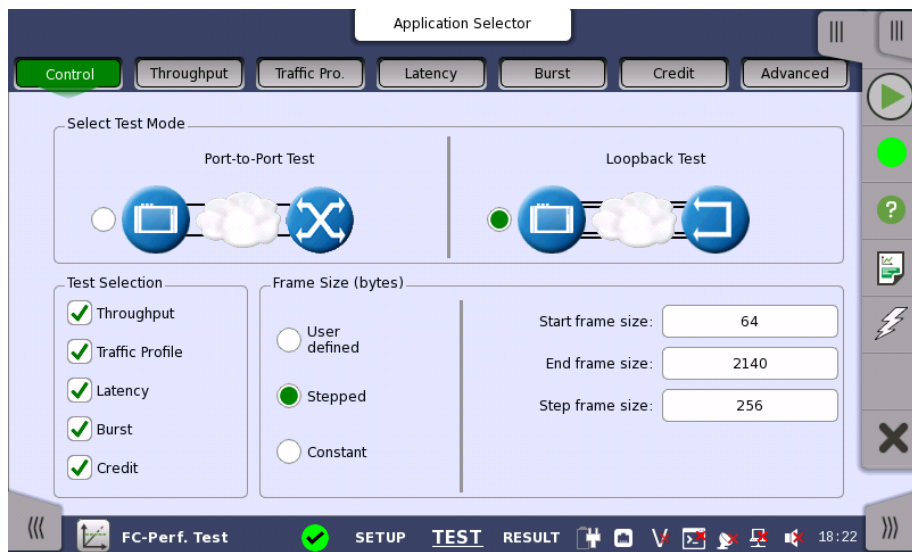 Application Selector
Control
Throughput
Traffic Pro.
Latency
Burst
Credit
Advanced
Select Test Mode
Port-to-Port Test
Loopback Test
Test Selection
Throughput
Traffic Profile
Latency
Burst
Credit
Frame Size (bytes)
User
defined
Stepped
Constant
Start frame size: 64
End frame size: 2140
Step frame size: 256
FC-Perf. Test
SETUP
TEST
RESULT
18:22